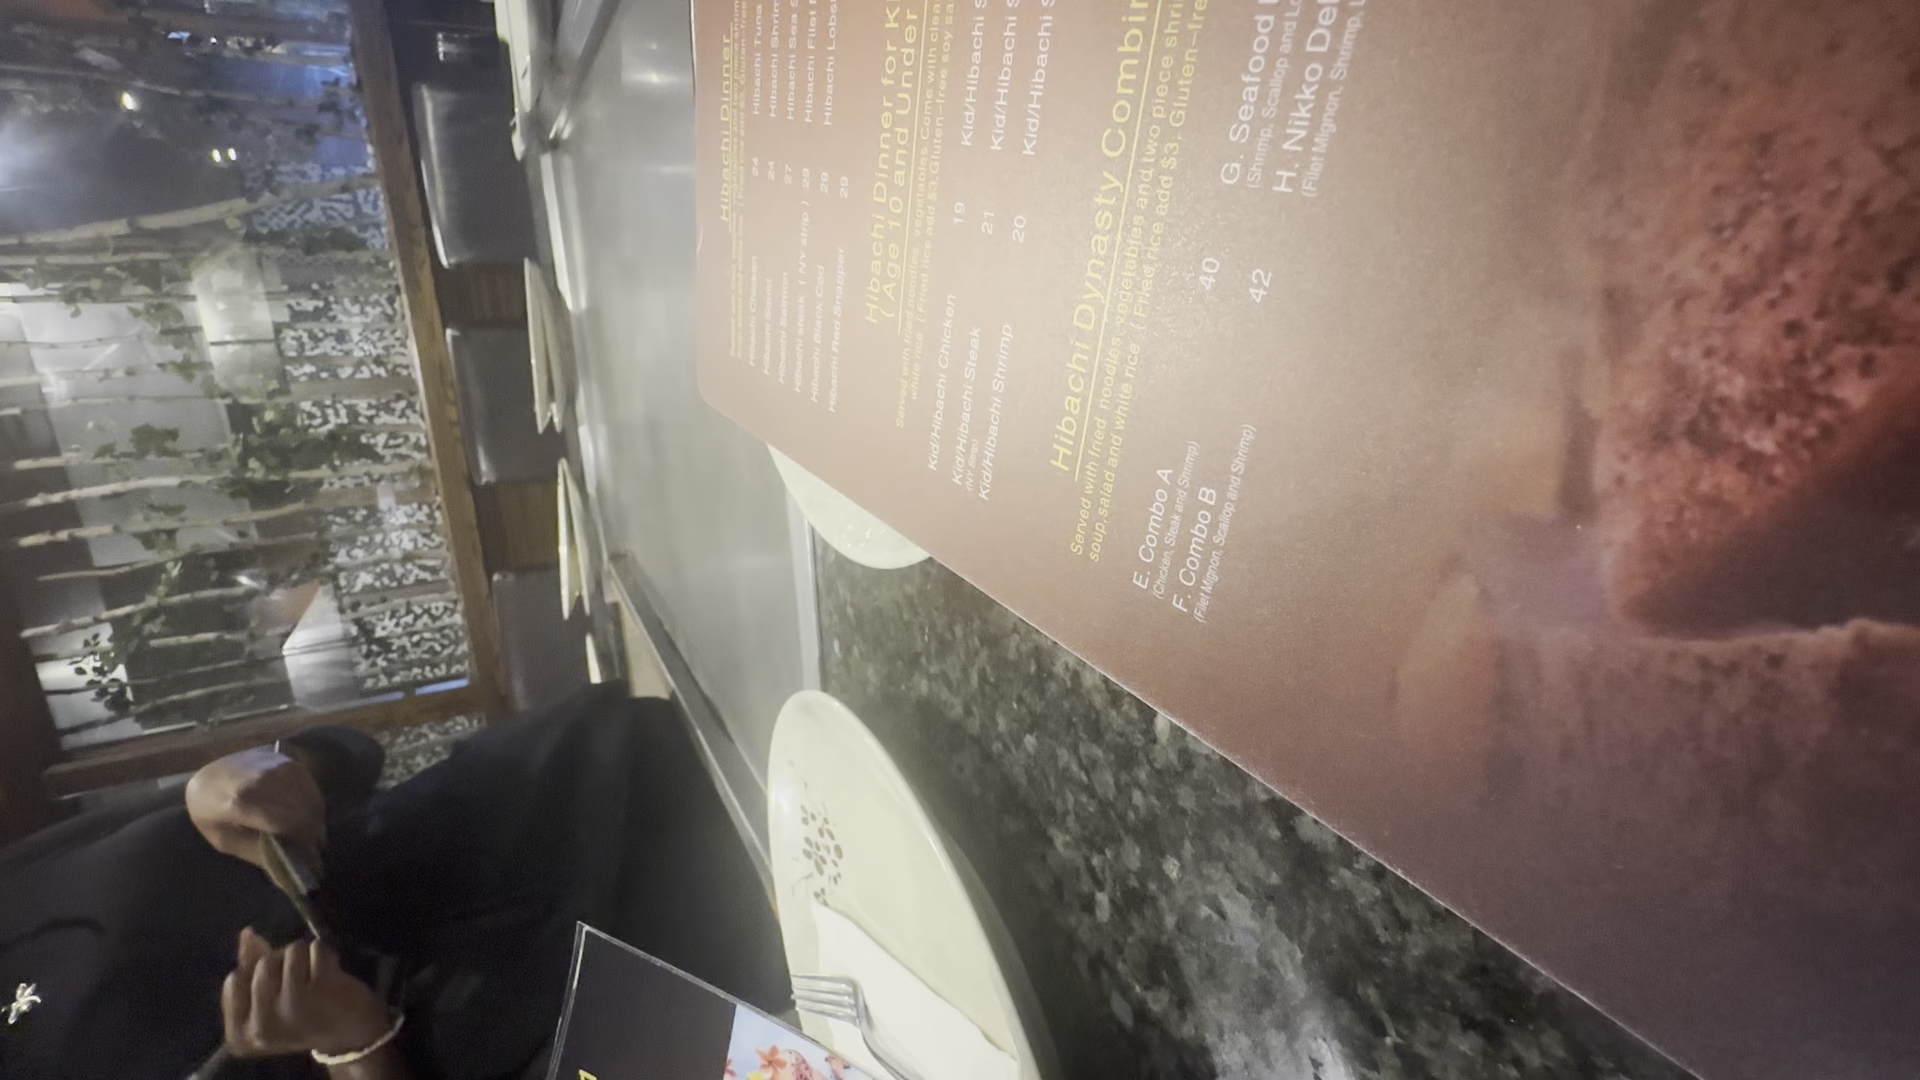 Hibachi Dinner
Hibachi Chicken 24 Hibachi Tuna
Hibachi Squid 24 Hibachi Shrimp
Hibachi Salmon 27 Hibachi Sea S
Hibachi steak (NY strip) 29 Hibachi Filet
Hibachi Black Cod 29 Hibachi Lobst
Hibachi Red Snapper 29
Hibachi Dinner for K
(Age 10 and Under
Served with fried noodles, vegetables Come with clea
white rice (Fried rice add $3, Gluten-free soy sa
Kid/Hibachi Chicken 19 Kid/Hibachi S
Kid/Hibachi Steak 21 Kid/Hibachi S
(NY Strip)
Kid/Hibachi Shrimp 20 Kid/Hibachi S
Hibachi Dynasty Combin
Served with fried noodles, vegetables and two piece shri
soup, salad and white rice (Fried rice add $3, Gluten-fre
E. Combo A 40 G. Seafood
(Chicken, Steak and Shrimp) (Shrimp, Scallop and Lo
F. Combo B 42 H. Nikko Del
(Filet Mignon, Scallop and Shrimp) (Filet Mignon, Shrimp, L